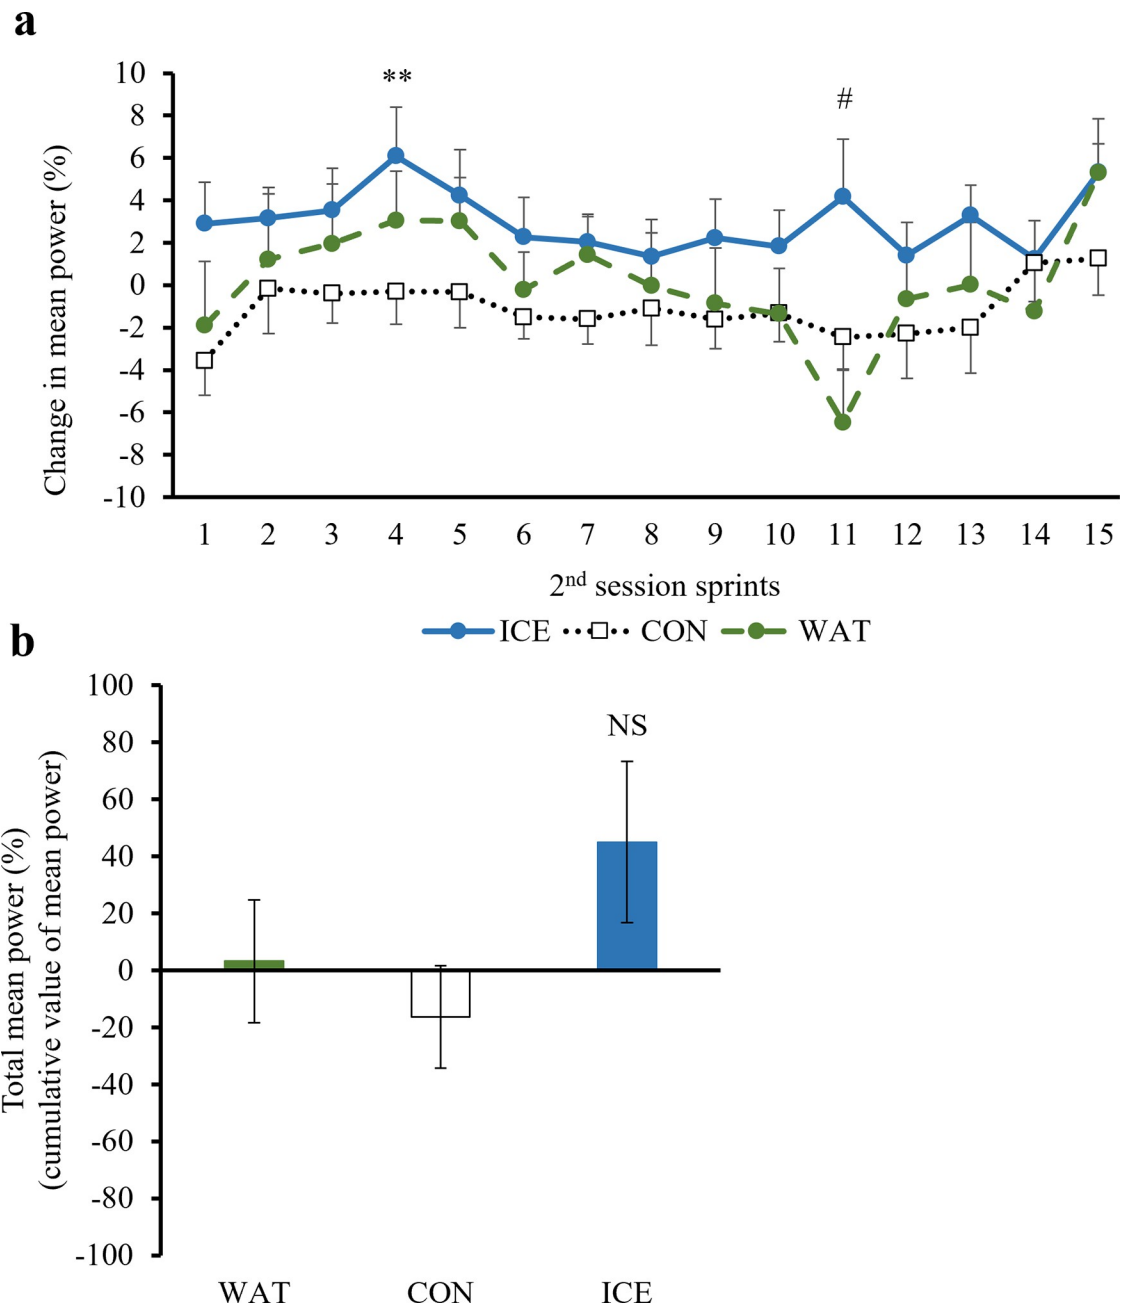 a
Change in mean power (%)
10
8
6
4
2
0
-2
-4
-6
-8
-10
**
#
1 2 3 4 5 6 7 8 9 10 11 12 13 14 15
2nd session sprints
ICE CON WAT
b
Total mean power (%)
(cumulative value of mean power)
100
80
60
40
20
0
-20
-40
-60
-80
-100
NS
WAT CON ICE